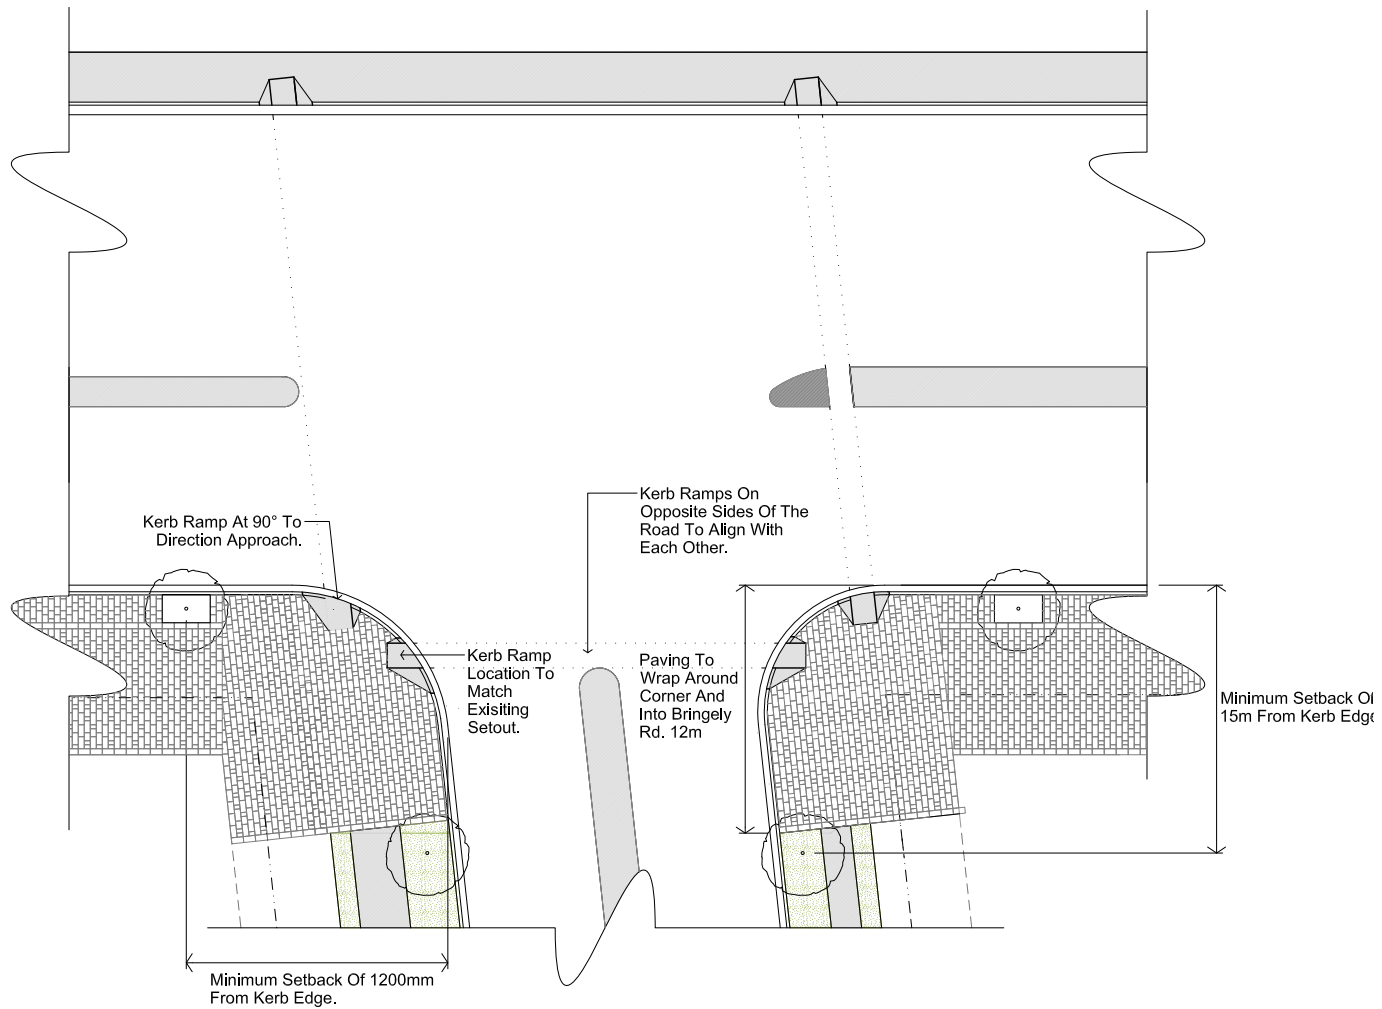 Kerb Ramps On
Opposite Sides Of The
Road To Align With
Each Other.
Kerb Ramp At 90° To
Direction Approach.
Kerb Ramp
Location To
Match
Exisiting
Setout.
Paving To
Wrap Around
Corner And
Into Bringely
Rd. 12m
Minimum Setback Of
15m From Kerb Edge
Minimum Setback Of 1200mm
From Kerb Edge.